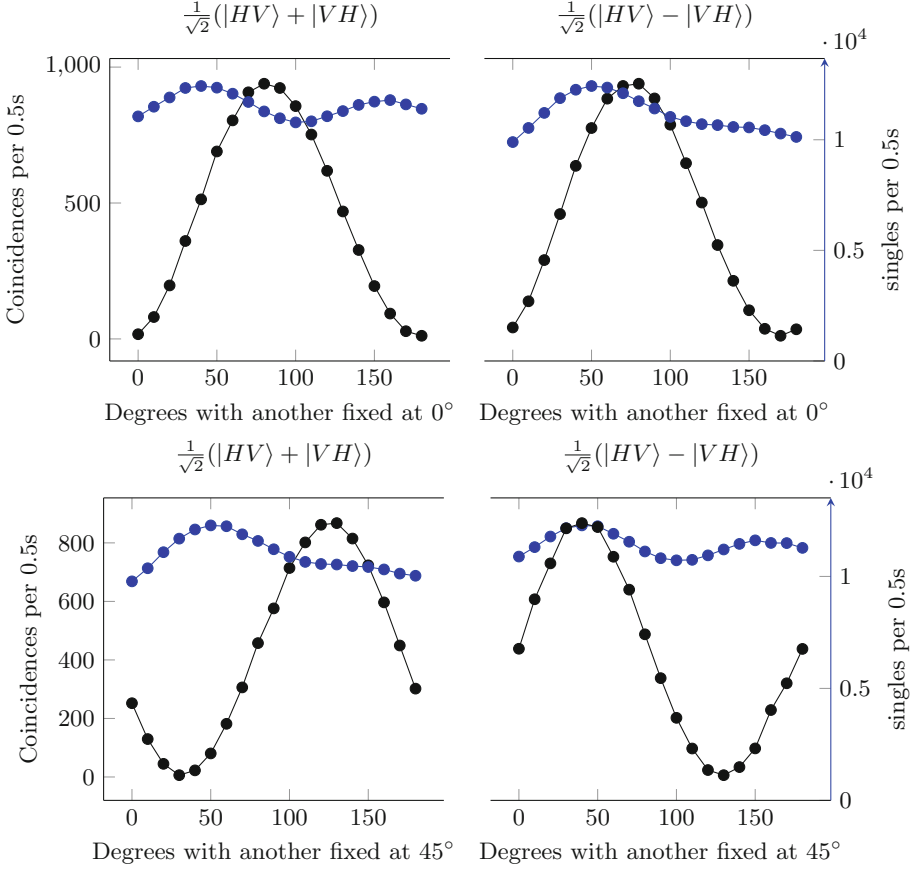 1/√2(|HV⟩ + |VH⟩)
1/√2(|HV⟩ − |VH⟩)
·10⁴
1,000
500
0
Coincidences per 0.5s
0 50 100 150
Degrees with another fixed at 0°
0 50 100 150
Degrees with another fixed at 0°
1
0.5
0
singles per 0.5s
1/√2(|HV⟩ + |VH⟩)
1/√2(|HV⟩ − |VH⟩)
·10⁴
800
600
400
200
0
Coincidences per 0.5s
0 50 100 150
Degrees with another fixed at 45°
0 50 100 150
Degrees with another fixed at 45°
1
0.5
0
singles per 0.5s